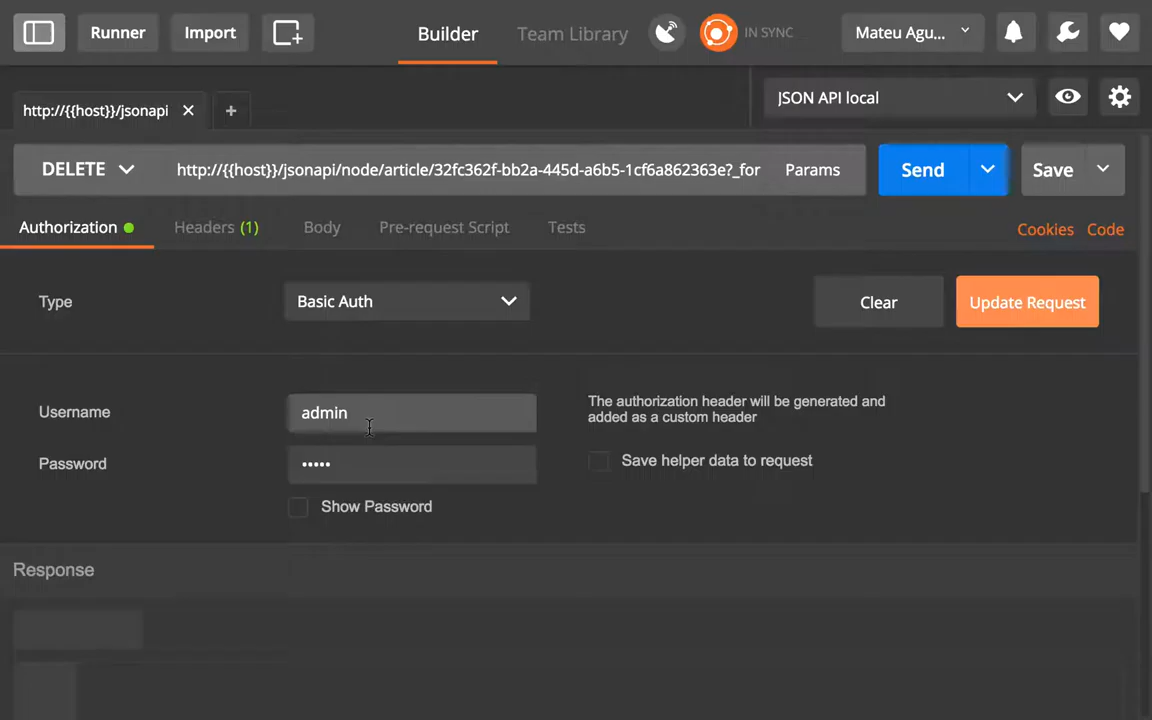 Runner Import Builder Team Library IN SYNC Mateu Agu...
http://{{host}}/jsonapi JSON API local
DELETE http://{{host}}/jsonapi/node/article/32fc362f-bb2a-445d-a6b5-1cf6a862363e?_for Params Send Save
Authorization Headers (1) Body Pre-request Script Tests Cookies Code
Type Basic Auth Clear Update Request
Username admin The authorization header will be generated and
added as a custom header
Password ••••• Save helper data to request
Show Password
Response